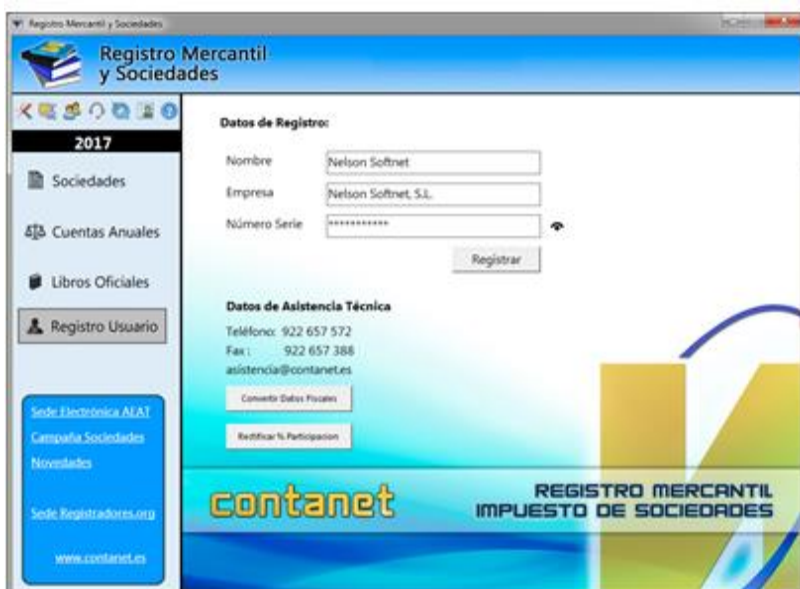 Registro Mercantil y Sociedades
Registro Mercantil
y Sociedades
2017
Sociedades
Cuentas Anuales
Libros Oficiales
Registro Usuario
Sede Electrónica AEAT
Campaña Sociedades
Novedades
Sede Registradores.org
www.contanet.es
Datos de Registro:
Nombre
Nelson Softnet
Empresa
Nelson Softnet, S.L.
Número Serie
***********
Registrar
Datos de Asistencia Técnica
Teléfono: 922 657 572
Fax : 922 657 388
asistencia@contanet.es
Convertir Datos Fiscales
Rectificar % Participacion
contanet
REGISTRO MERCANTIL
IMPUESTO DE SOCIEDADES